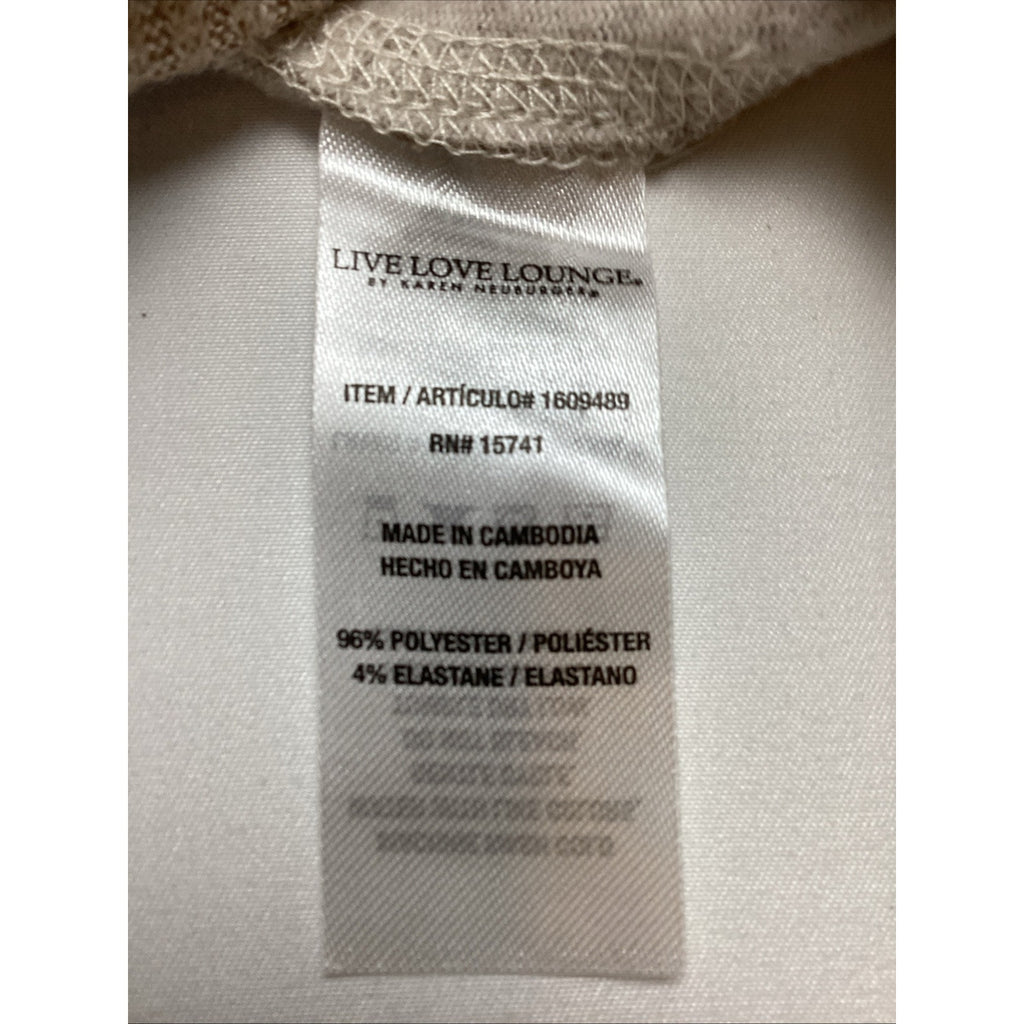 LIVE LOVE LOUNGE®
BY KAREN NEUBURGER®
ITEM / ARTÍCULO# 1609489
RN# 15741
MADE IN CAMBODIA
HECHO EN CAMBOYA
96% POLYESTER / POLIÉSTER
4% ELASTANE / ELASTANO